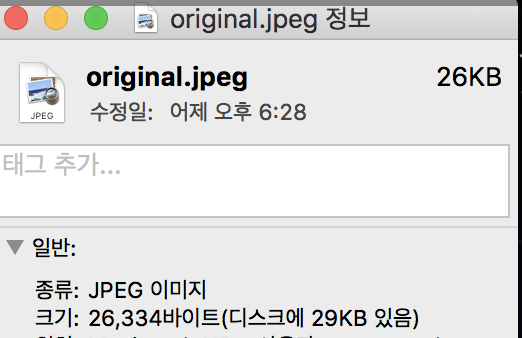 original.jpeg 정보
original.jpeg 26KB
수정일: 어제 오후 6:28
JPEG
태그 추가...
일반:
종류: JPEG 이미지
크기: 26,334바이트(디스크에 29KB 있음)